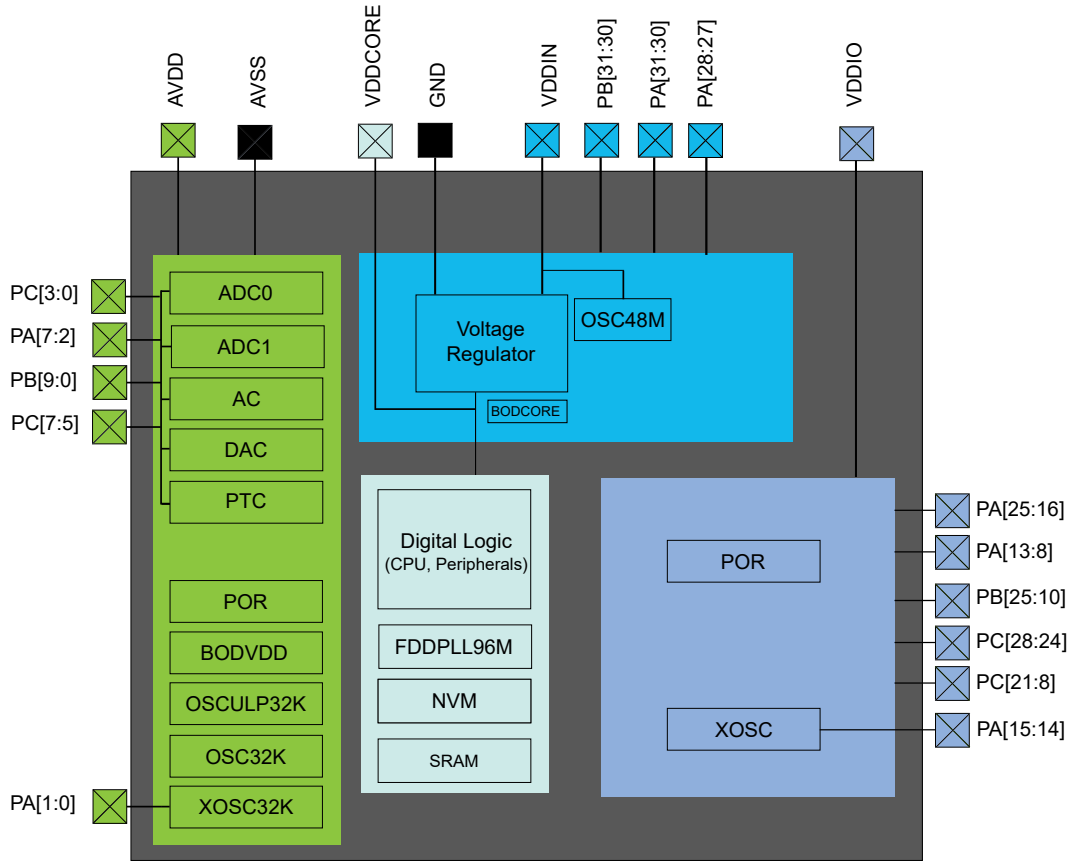 AVDD
AVSS
VDDCORE
GND
VDDIN
PB[31:30]
PA[31:30]
PA[28:27]
VDDIO
PC[3:0]
PA[7:2]
PB[9:0]
PC[7:5]
PA[1:0]
ADC0
ADC1
AC
DAC
PTC
POR
BODVDD
OSCULP32K
OSC32K
XOSC32K
Voltage
Regulator
OSC48M
BODCORE
Digital Logic
(CPU, Peripherals)
FDDPLL96M
NVM
SRAM
POR
XOSC
PA[25:16]
PA[13:8]
PB[25:10]
PC[28:24]
PC[21:8]
PA[15:14]